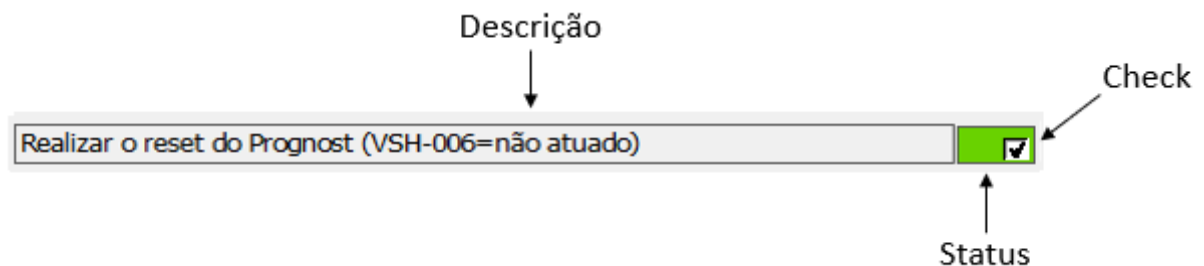 Descrição
Check
Realizar o reset do Prognost (VSH-006=não atuado)
Status